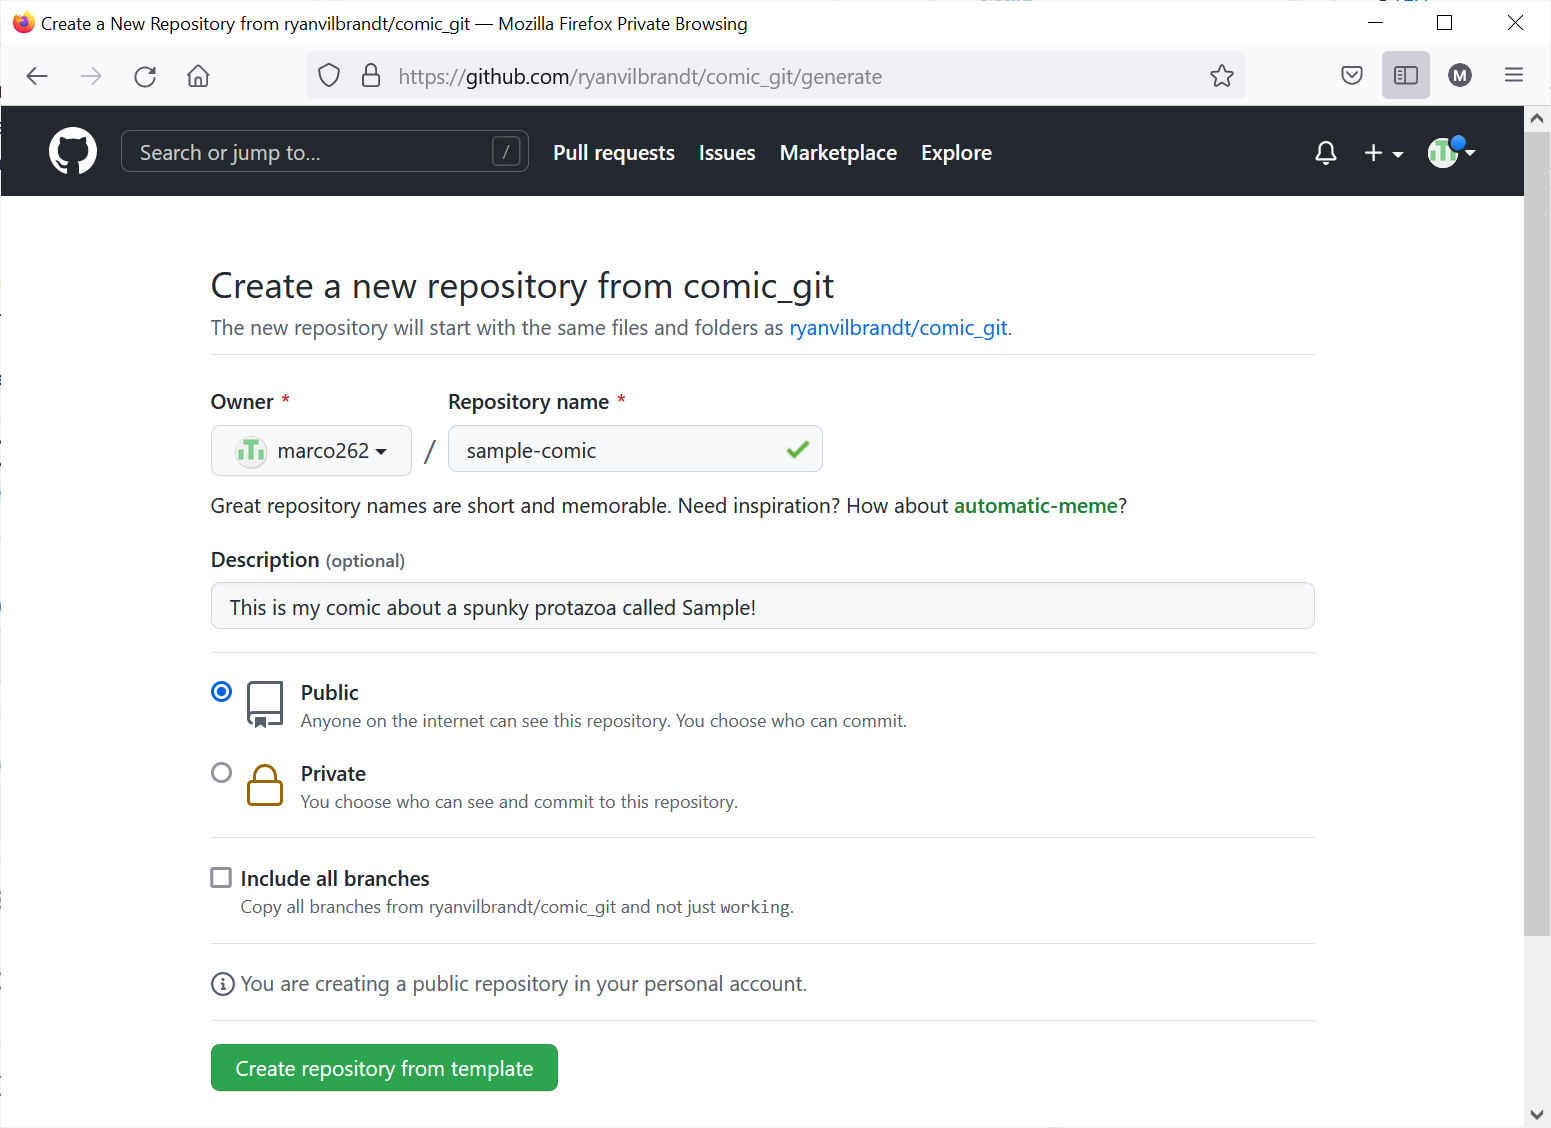 Create a New Repository from ryanvilbrandt/comic_git — Mozilla Firefox Private Browsing
https://github.com/ryanvilbrandt/comic_git/generate
M
Search or jump to... / Pull requests Issues Marketplace Explore
Create a new repository from comic_git
The new repository will start with the same files and folders as ryanvilbrandt/comic_git.
Owner * Repository name *
marco262 / sample-comic
Great repository names are short and memorable. Need inspiration? How about automatic-meme?
Description (optional)
This is my comic about a spunky protazoa called Sample!
Public
Anyone on the internet can see this repository. You choose who can commit.
Private
You choose who can see and commit to this repository.
Include all branches
Copy all branches from ryanvilbrandt/comic_git and not just working.
You are creating a public repository in your personal account.
Create repository from template